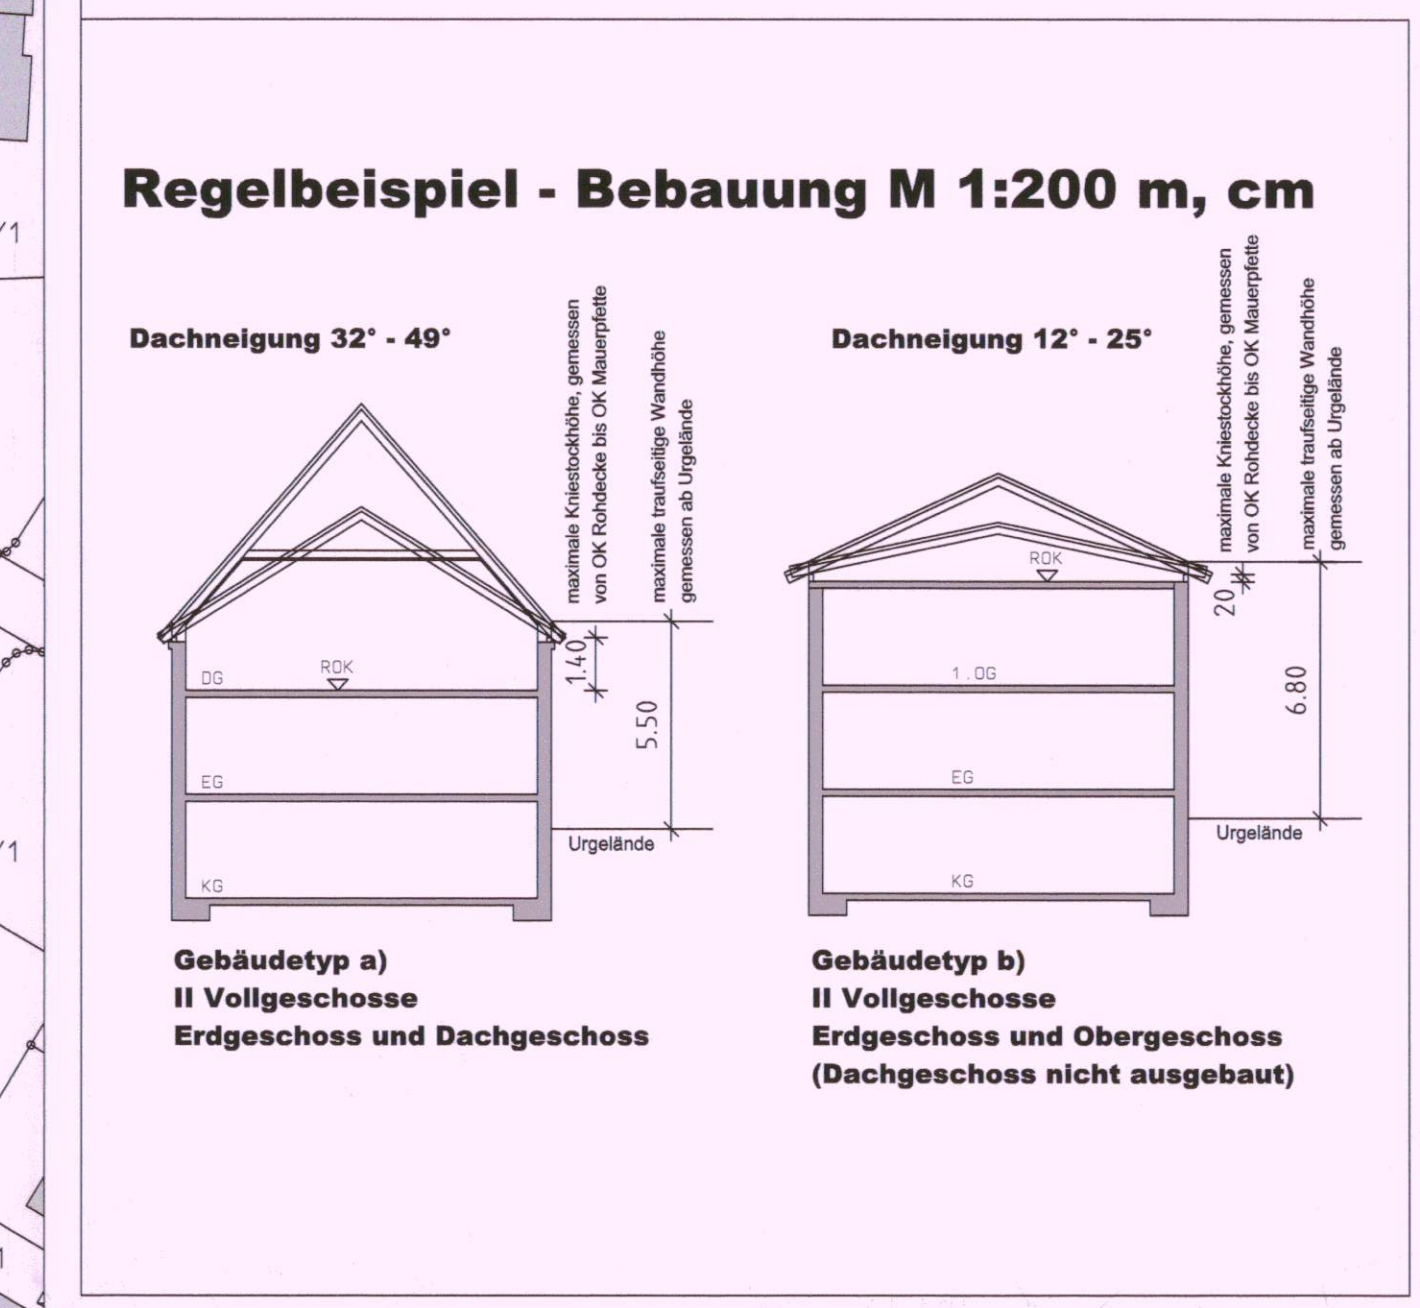 Regelbeispiel - Bebauung M 1:200 m, cm
Dachneigung 32° - 49°
maximale Kniestockhöhe, gemessen
von OK Rohdecke bis OK Mauerpfette
maximale traufseitige Wandhöhe
gemessen ab Urgelände
DG
ROK
1.40
5.50
EG
Urgelände
KG
Gebäudetyp a)
II Vollgeschosse
Erdgeschoss und Dachgeschoss
Dachneigung 12° - 25°
maximale Kniestockhöhe, gemessen
von OK Rohdecke bis OK Mauerpfette
maximale traufseitige Wandhöhe
gemessen ab Urgelände
ROK
20
1.OG
6.80
EG
Urgelände
KG
Gebäudetyp b)
II Vollgeschosse
Erdgeschoss und Obergeschoss
(Dachgeschoss nicht ausgebaut)
/1
/1